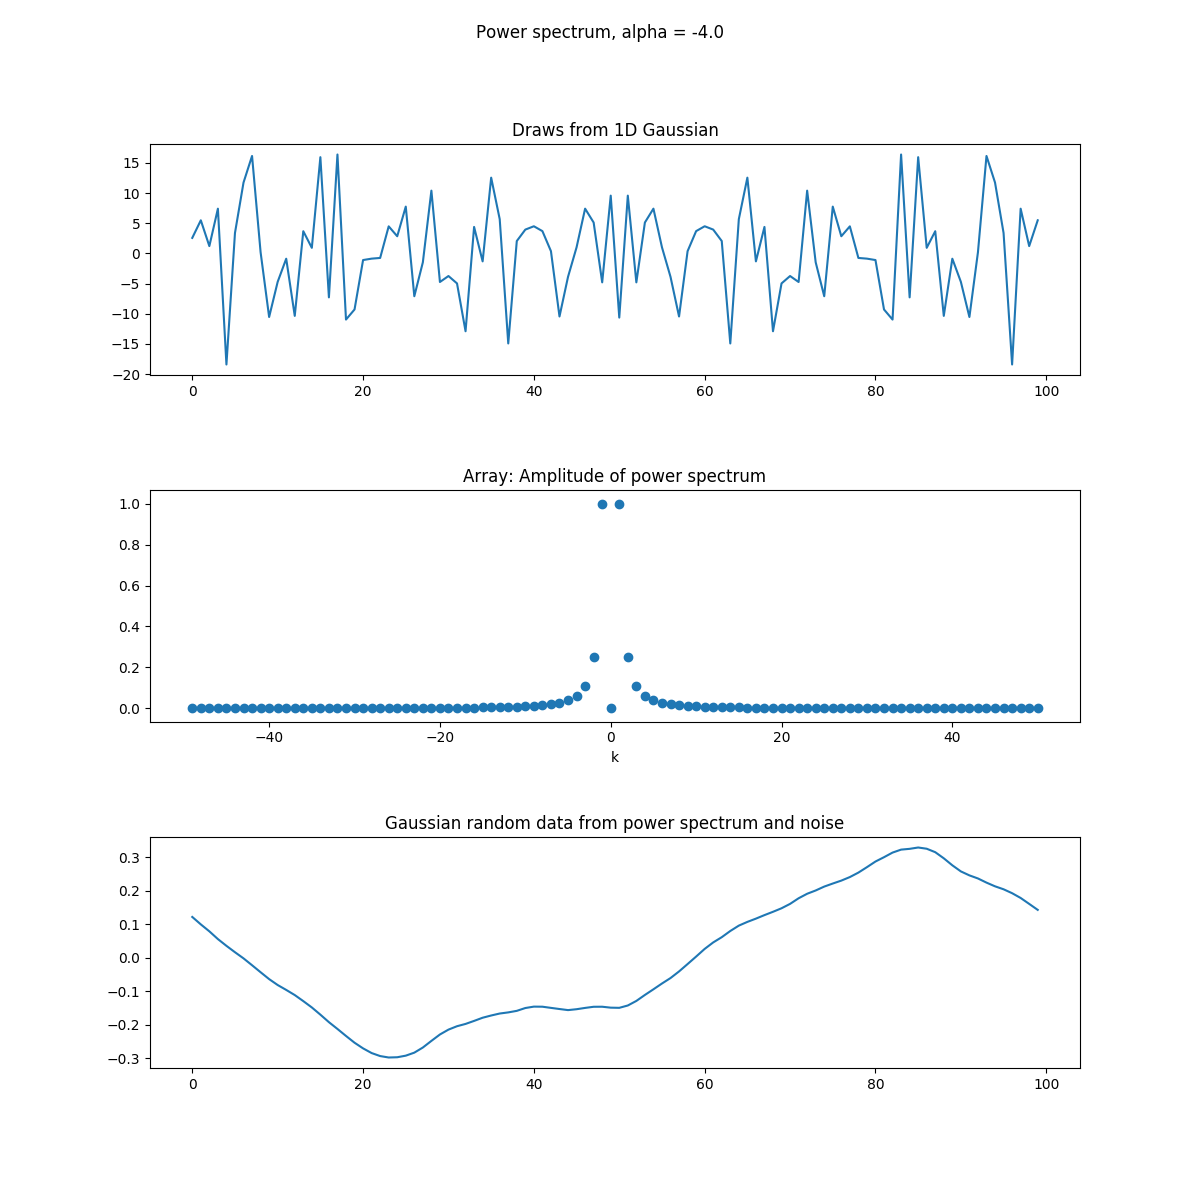 Power spectrum, alpha = -4.0
Draws from 1D Gaussian
15
10
5
0
−5
−10
−15
−20
0 20 40 60 80 100
Array: Amplitude of power spectrum
1.0
0.8
0.6
0.4
0.2
0.0
−40 −20 0 20 40
k
Gaussian random data from power spectrum and noise
0.3
0.2
0.1
0.0
−0.1
−0.2
−0.3
0 20 40 60 80 100